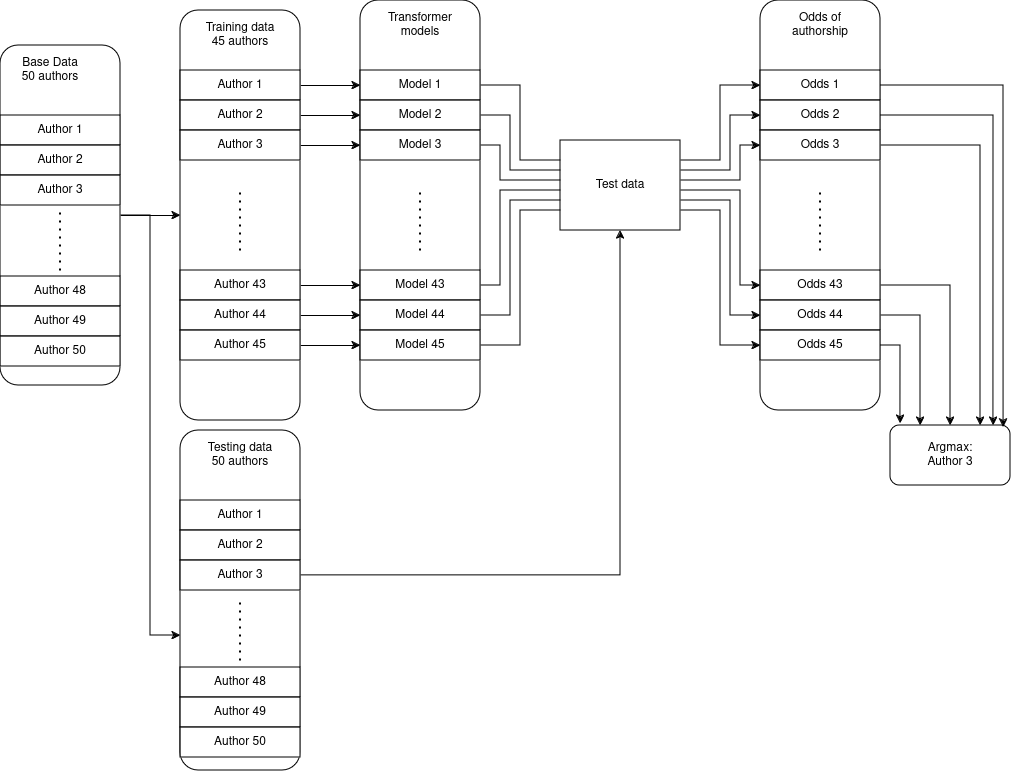 Base Data
50 authors
Author 1
Author 2
Author 3
Author 48
Author 49
Author 50
Training data
45 authors
Author 1
Author 2
Author 3
Author 43
Author 44
Author 45
Transformer
models
Model 1
Model 2
Model 3
Model 43
Model 44
Model 45
Test data
Odds of
authorship
Odds 1
Odds 2
Odds 3
Odds 43
Odds 44
Odds 45
Argmax:
Author 3
Testing data
50 authors
Author 1
Author 2
Author 3
Author 48
Author 49
Author 50